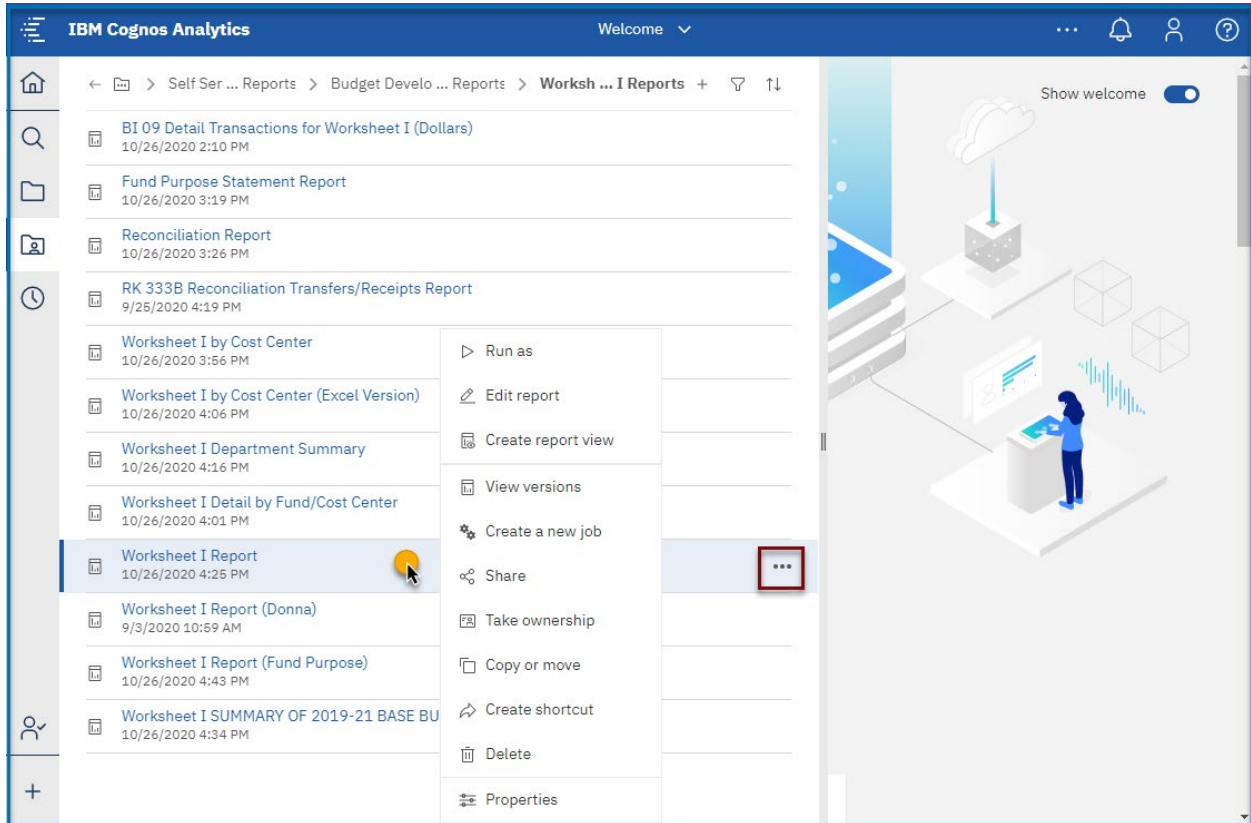 IBM Cognos Analytics
Welcome
Self Ser ... Reports > Budget Develo ... Reports > Worksh ... I Reports +
Show welcome
BI 09 Detail Transactions for Worksheet I (Dollars)
10/26/2020 2:10 PM
Fund Purpose Statement Report
10/26/2020 3:19 PM
Reconciliation Report
10/26/2020 3:26 PM
RK 333B Reconciliation Transfers/Receipts Report
9/25/2020 4:19 PM
Worksheet I by Cost Center
10/26/2020 3:56 PM
Worksheet I by Cost Center (Excel Version)
10/26/2020 4:06 PM
Worksheet I Department Summary
10/26/2020 4:16 PM
Worksheet I Detail by Fund/Cost Center
10/26/2020 4:01 PM
Worksheet I Report
10/26/2020 4:25 PM
Worksheet I Report (Donna)
9/3/2020 10:59 AM
Worksheet I Report (Fund Purpose)
10/26/2020 4:43 PM
Worksheet I SUMMARY OF 2019-21 BASE BU
10/26/2020 4:34 PM
Run as
Edit report
Create report view
View versions
Create a new job
Share
Take ownership
Copy or move
Create shortcut
Delete
Properties